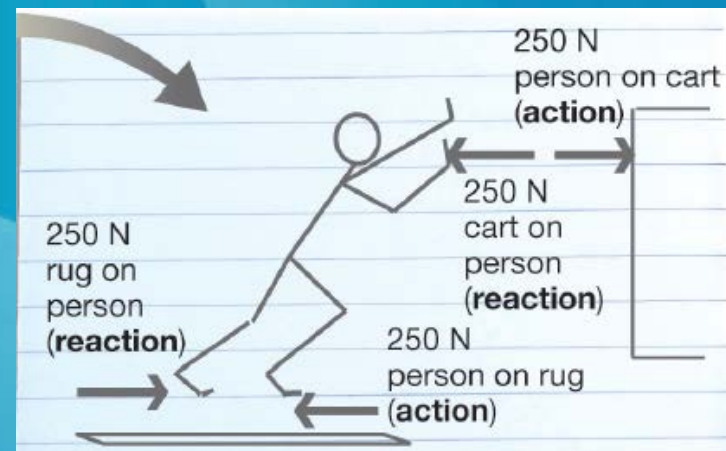 250 N
person on cart
(action)
250 N
cart on
person
(reaction)
250 N
rug on
person
(reaction)
250 N
person on rug
(action)